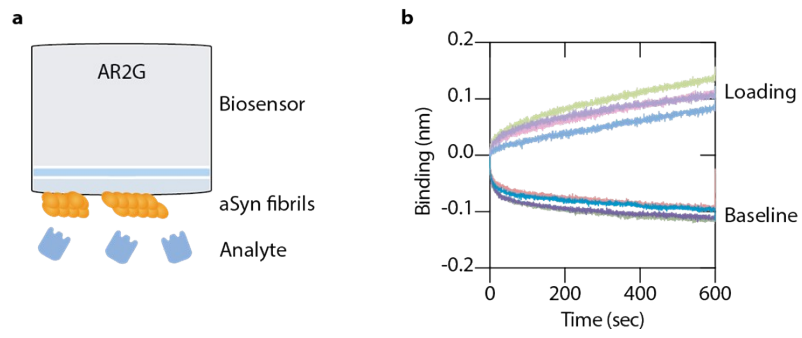 a
AR2G
Biosensor
aSyn fibrils
Analyte
b
0.2
0.1
0.0
-0.1
-0.2
Binding (nm)
0
200
400
600
Time (sec)
Loading
Baseline